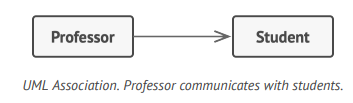 Professor
Student
UML Association. Professor communicates with students.